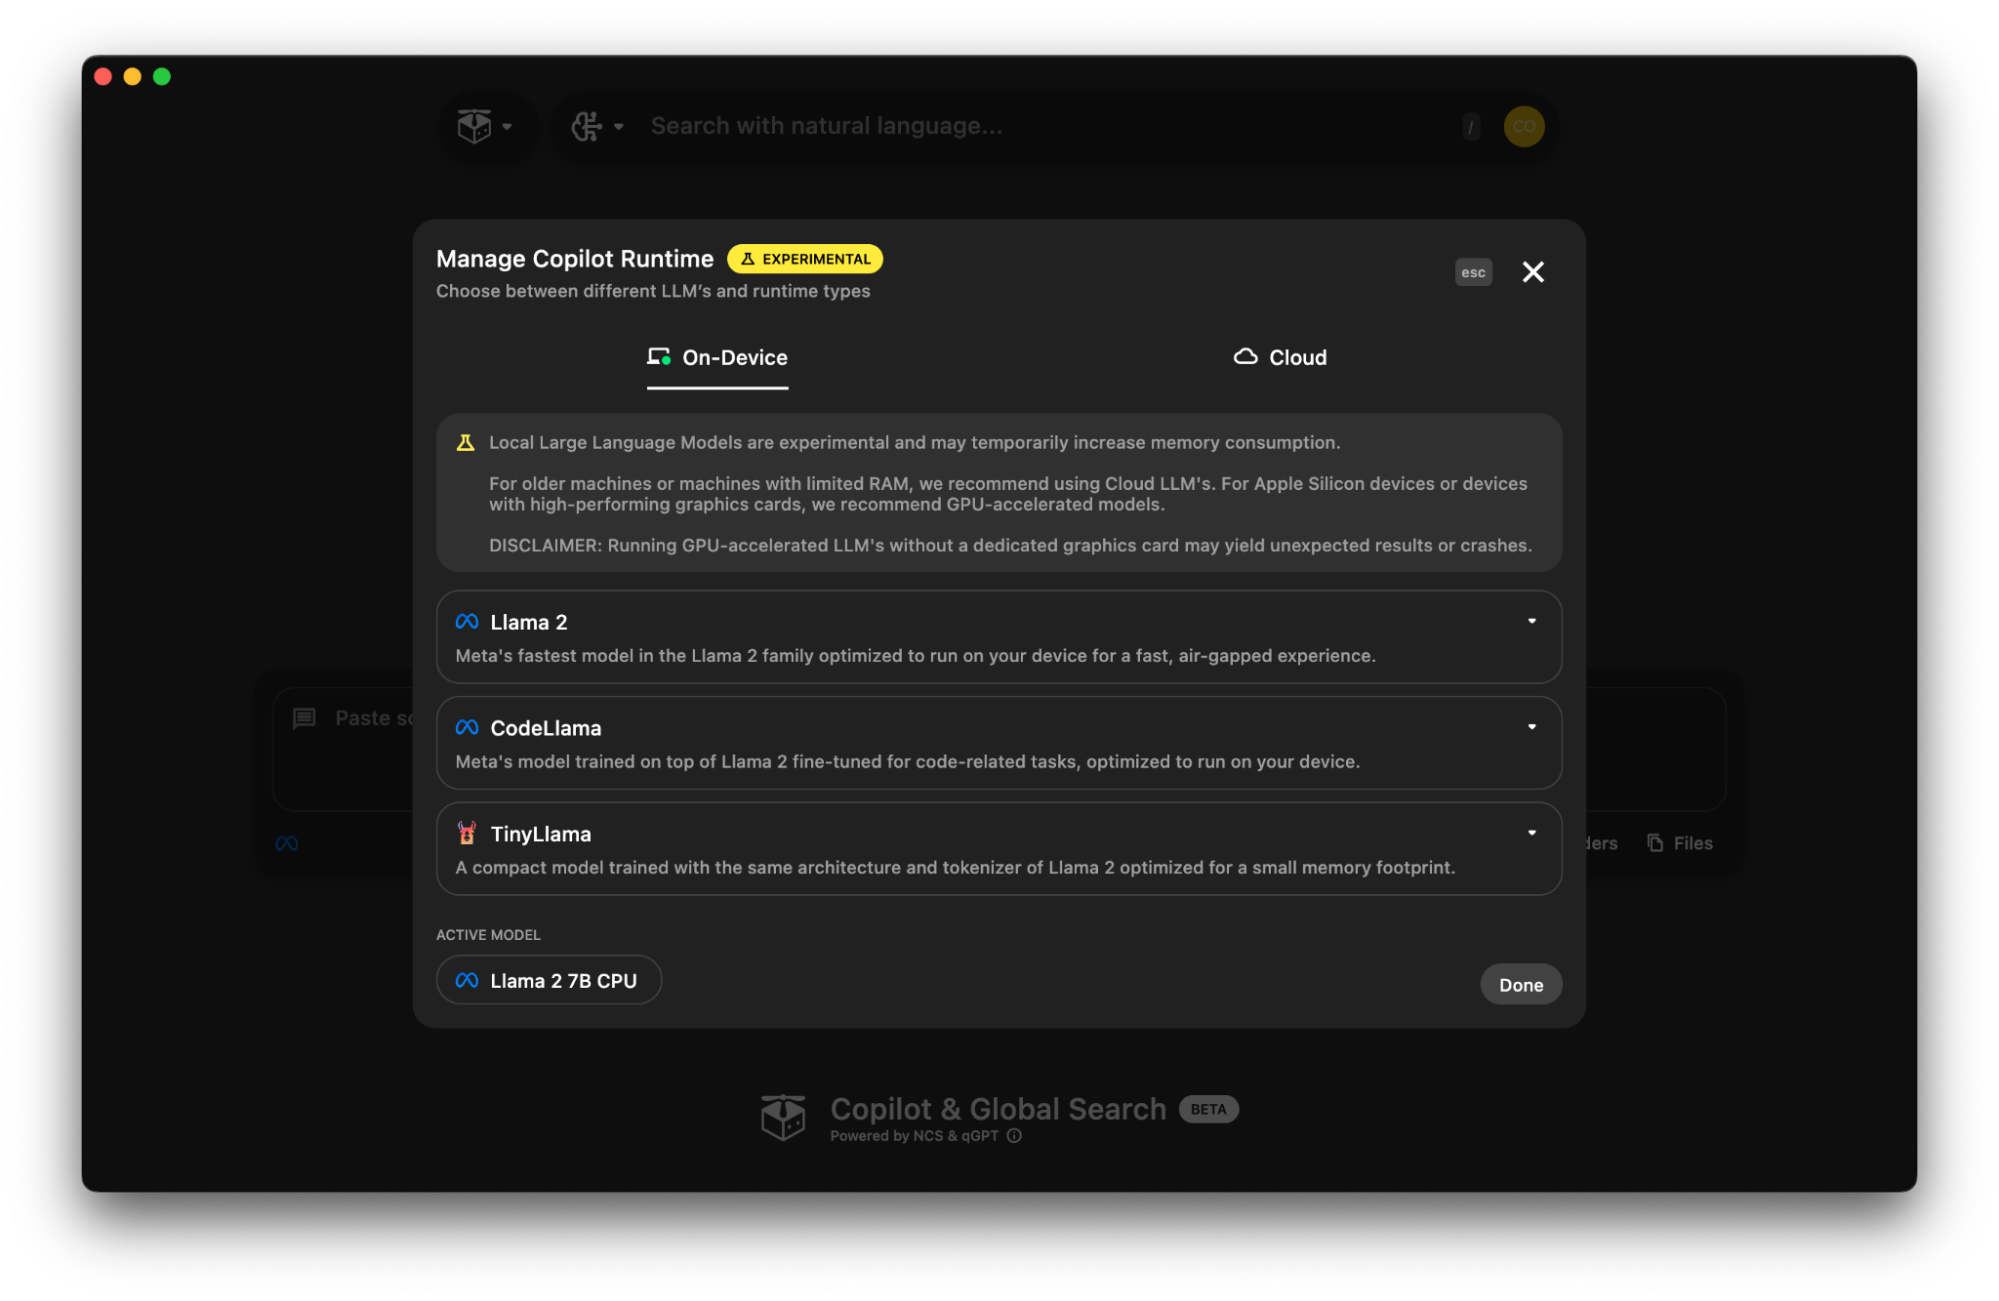 Search with natural language...
/
CO
Manage Copilot Runtime
EXPERIMENTAL
Choose between different LLM’s and runtime types
esc
On-Device
Cloud
Local Large Language Models are experimental and may temporarily increase memory consumption.
For older machines or machines with limited RAM, we recommend using Cloud LLM's. For Apple Silicon devices or devices
with high-performing graphics cards, we recommend GPU-accelerated models.
DISCLAIMER: Running GPU-accelerated LLM's without a dedicated graphics card may yield unexpected results or crashes.
Llama 2
Meta's fastest model in the Llama 2 family optimized to run on your device for a fast, air-gapped experience.
CodeLlama
Meta's model trained on top of Llama 2 fine-tuned for code-related tasks, optimized to run on your device.
Paste
TinyLlama
A compact model trained with the same architecture and tokenizer of Llama 2 optimized for a small memory footprint.
Files
ACTIVE MODEL
Llama 2 7B CPU
Done
Copilot & Global Search
BETA
Powered by NCS & qGPT